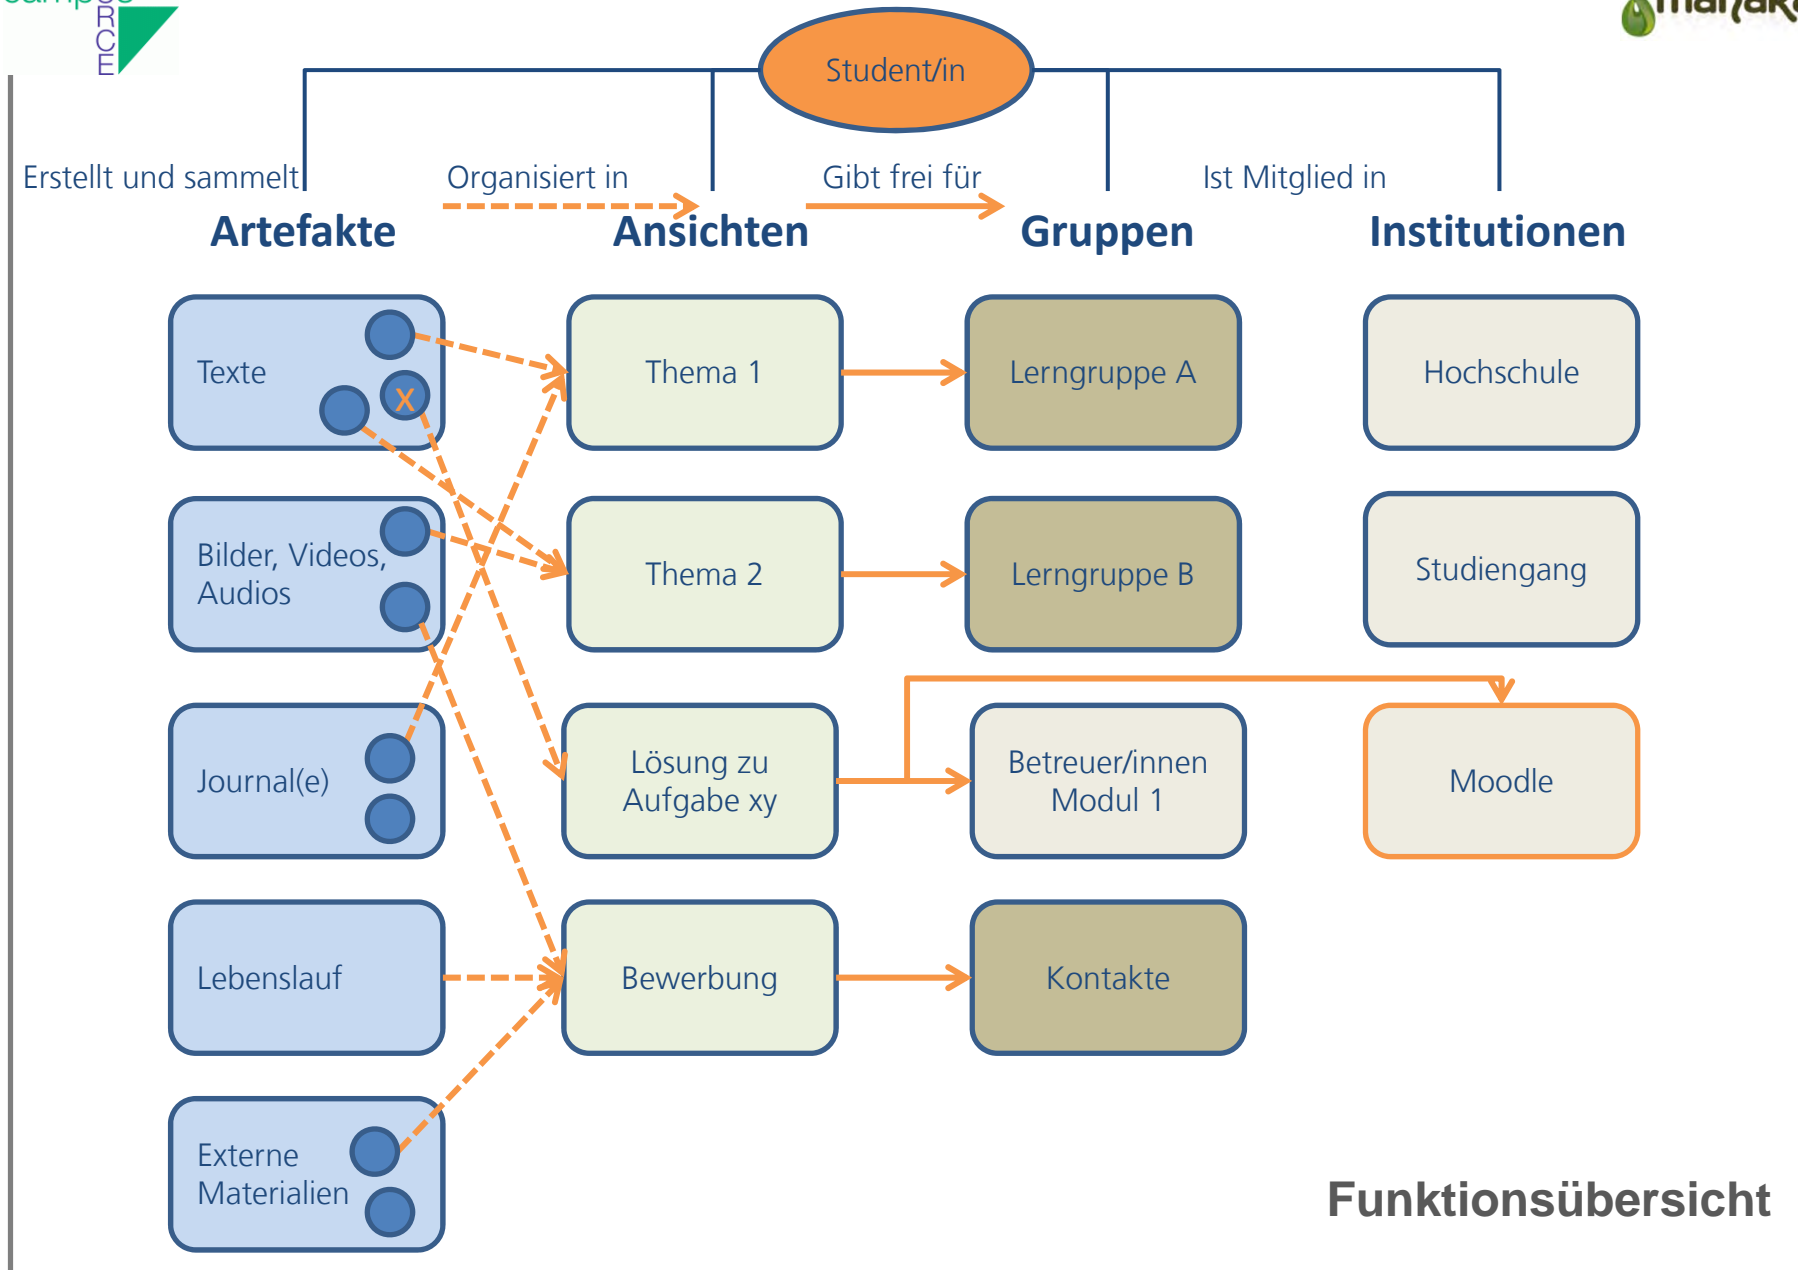 ORCE
Student/in
Erstellt und sammelt
Organisiert in
Gibt frei für
Ist Mitglied in
Artefakte
Ansichten
Gruppen
Institutionen
Texte
X
Thema 1
Lerngruppe A
Hochschule
Bilder, Videos,
Audios
Thema 2
Lerngruppe B
Studiengang
Journal(e)
Lösung zu
Aufgabe xy
Betreuer/innen
Modul 1
Moodle
Lebenslauf
Bewerbung
Kontakte
Externe
Materialien
Funktionsübersicht